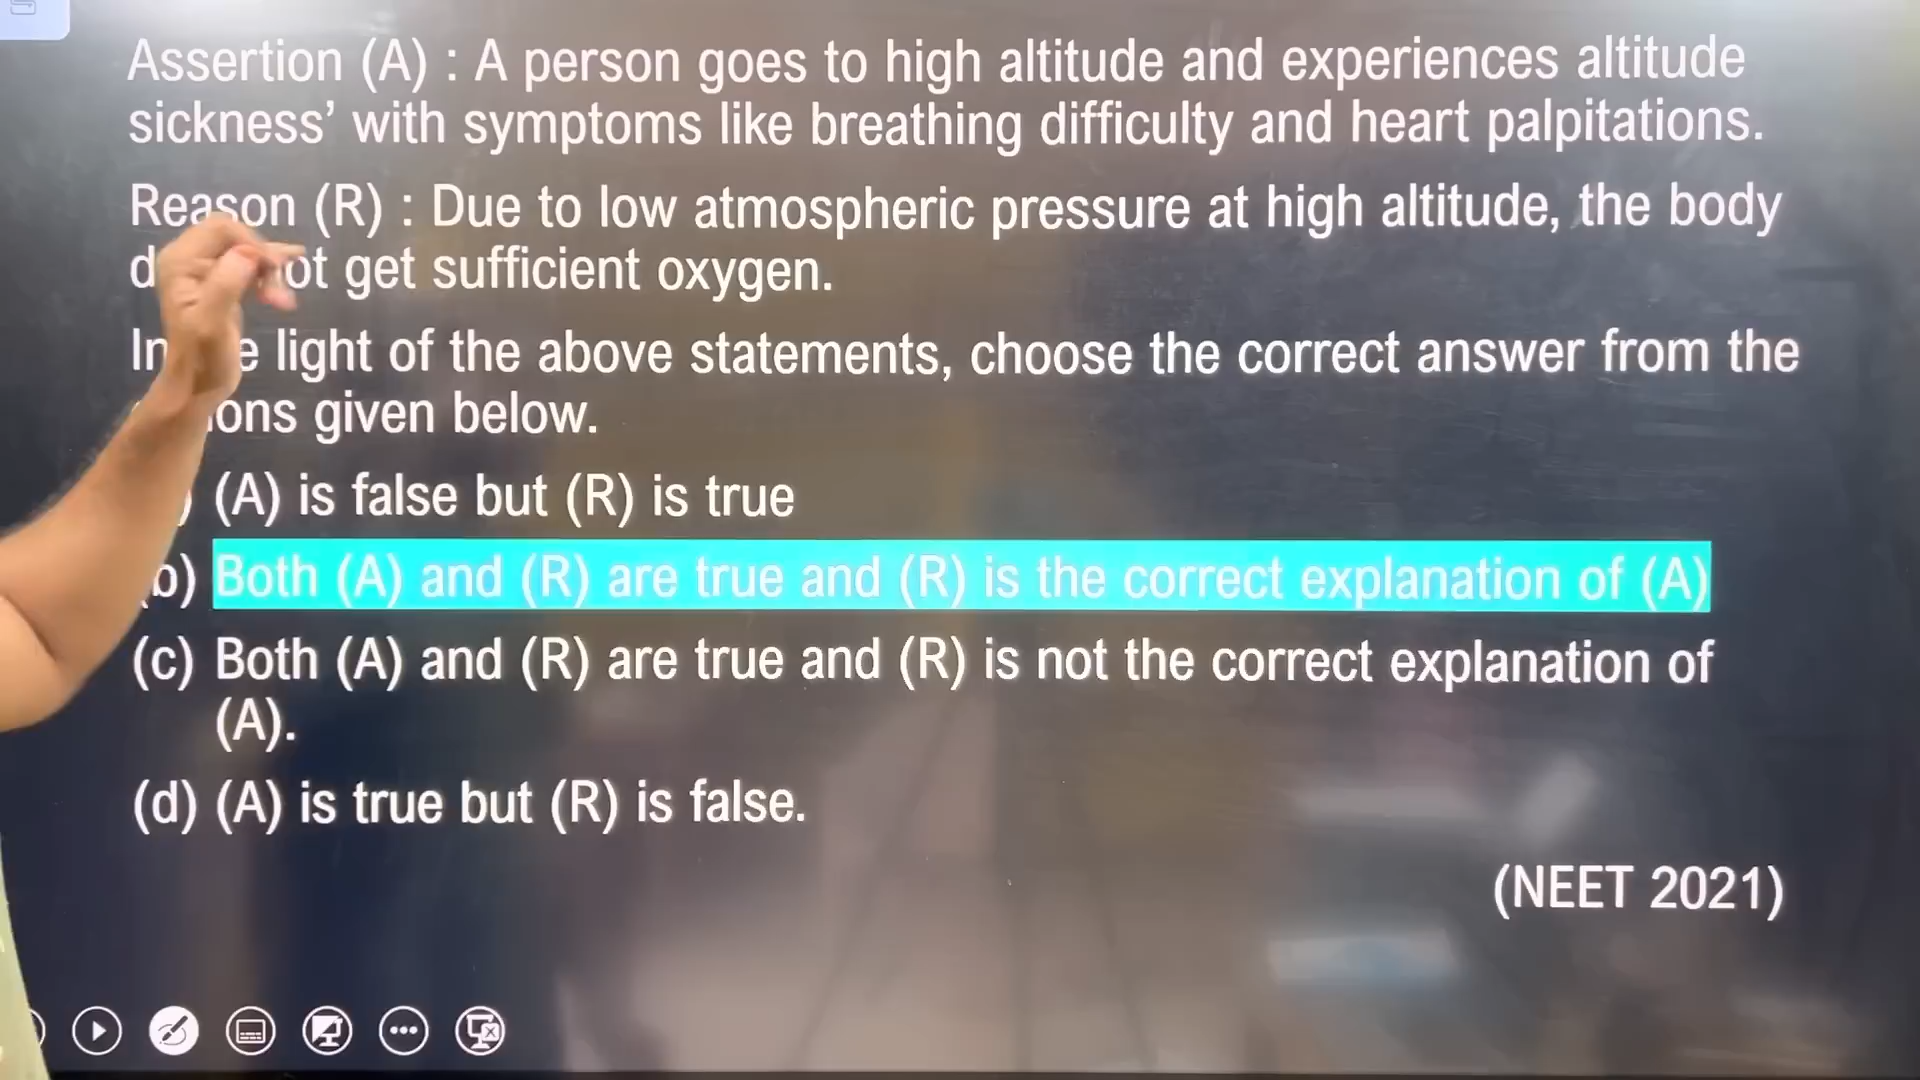 Assertion (A) : A person goes to high altitude and experiences altitude
sickness’ with symptoms like breathing difficulty and heart palpitations.
Reason (R) : Due to low atmospheric pressure at high altitude, the body
get sufficient oxygen.
light of the above statements, choose the correct answer from the
given below.
(A) is false but (R) is true
(b) Both (A) and (R) are true and (R) is the correct explanation of (A)
(c) Both (A) and (R) are true and (R) is not the correct explanation of
(A).
(d) (A) is true but (R) is false.
(NEET 2021)